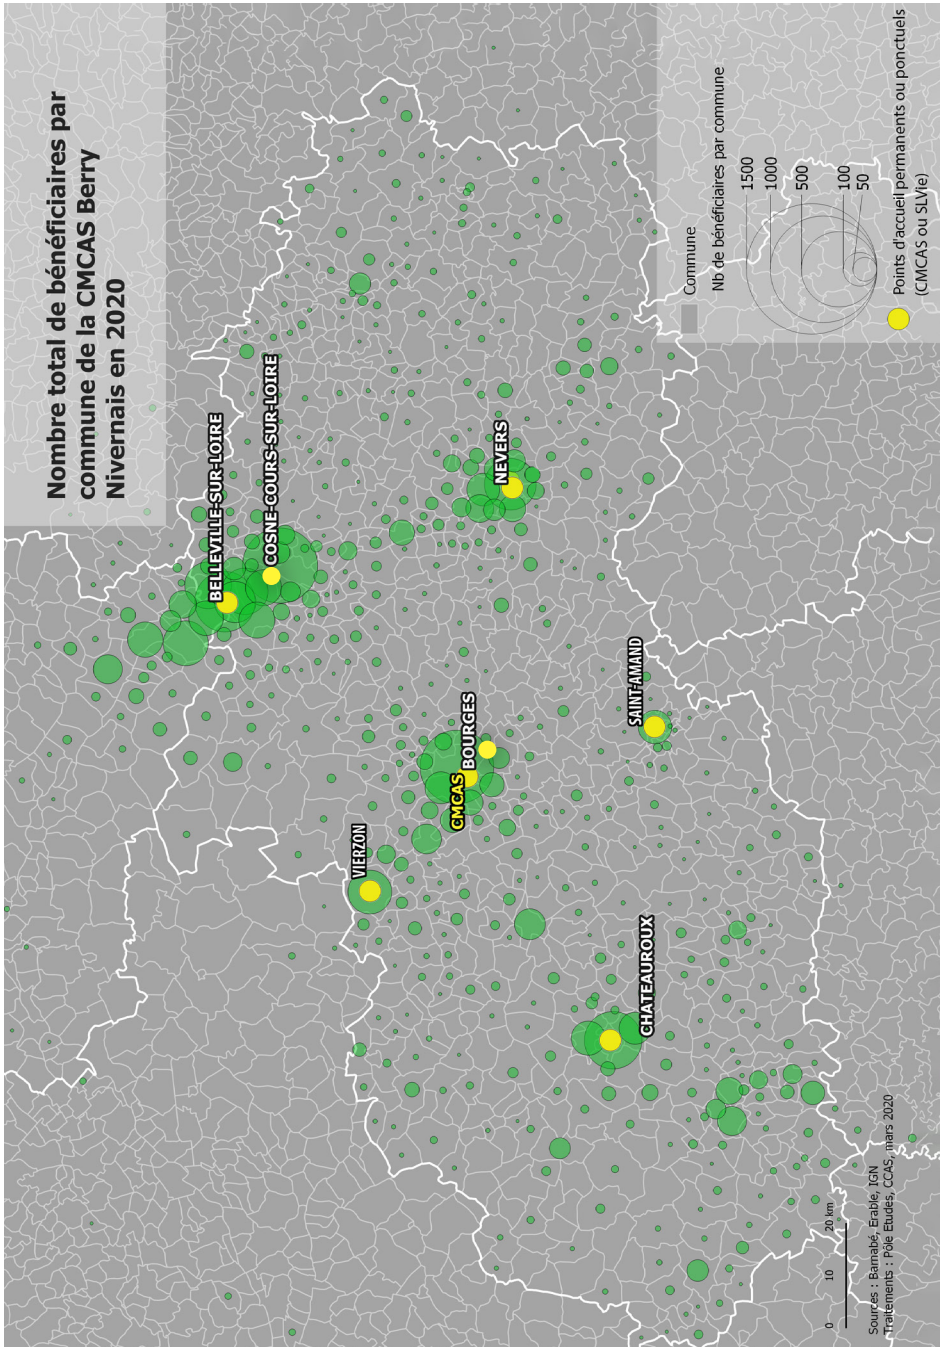 Nombre total de bénéficiaires par
commune de la CMCAS Berry
Nivernais en 2020
BELLEVILLE-SUR-LOIRE
COSNE-COURS-SUR-LOIRE
NEVERS
VIERZON
CMCAS
BOURGES
SAINT-AMAND
CHATEAUROUX
Commune
Nb de bénéficiaires par commune
1500
1000
500
100
50
Points d'accueil permanents ou ponctuels
(CMCAS ou SLVie)
0 10 20 km
Sources : Barnabé, Erable, IGN
Traitements : Pôle Etudes, CCAS, mars 2020